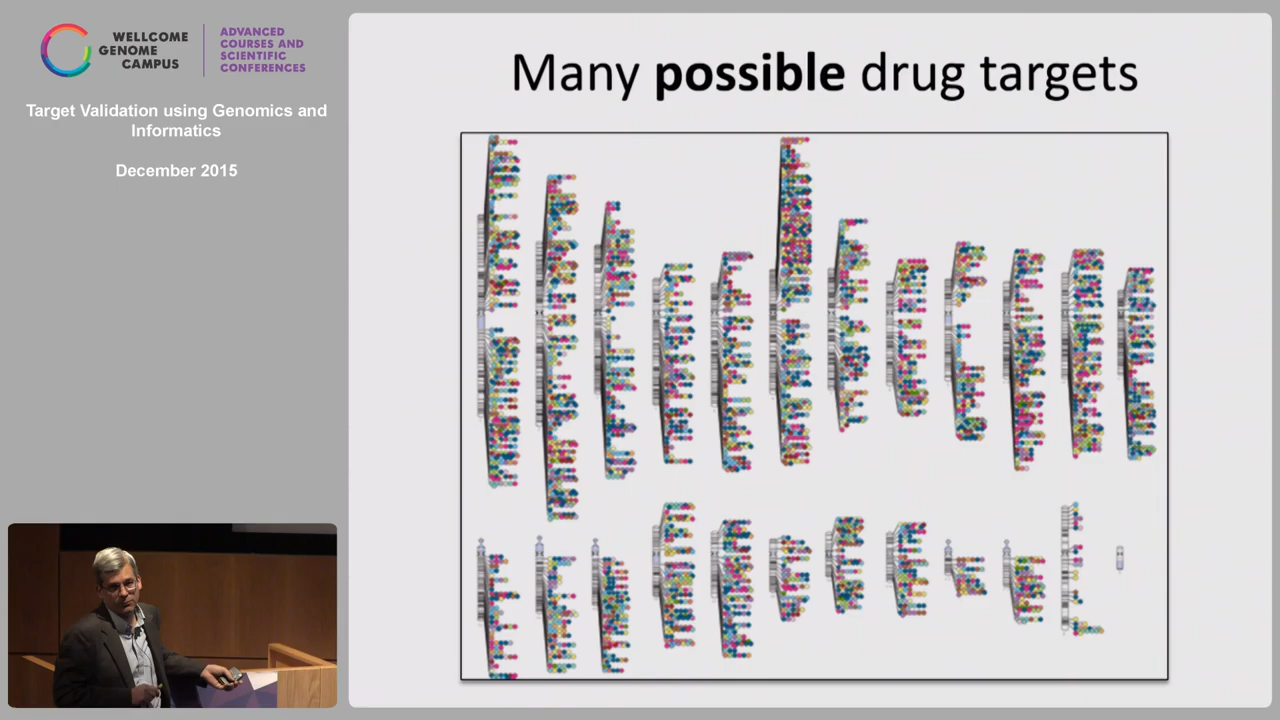 WELLCOME
GENOME
CAMPUS
ADVANCED
COURSES AND
SCIENTIFIC
CONFERENCES
Target Validation using Genomics and
Informatics
December 2015
Many possible drug targets